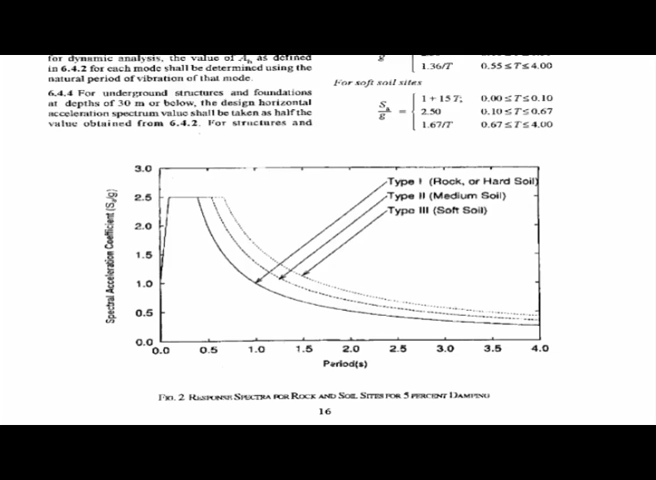 for dynamic analysis, the value of Aₕ as defined
in 6.4.2 for each mode shall be determined using the
natural period of vibration of that mode.
6.4.4 For underground structures and foundations
at depths of 30 m or below, the design horizontal
acceleration spectrum value shall be taken as half the
value obtained from 6.4.2. For structures and
g
1.36/T 0.55 ≤ T ≤ 4.00
For soft soil sites
Sₐ/g = 1 + 15 T; 0.00 ≤ T ≤ 0.10
2.50 0.10 ≤ T ≤ 0.67
1.67/T 0.67 ≤ T ≤ 4.00
Spectral Acceleration Coefficient (Sₐ/g)
3.0
2.5
2.0
1.5
1.0
0.5
0.0
Type I (Rock, or Hard Soil)
Type II (Medium Soil)
Type III (Soft Soil)
0.0 0.5 1.0 1.5 2.0 2.5 3.0 3.5 4.0
Period(s)
FIG. 2 RESPONSE SPECTRA FOR ROCK AND SOIL SITES FOR 5 PERCENT DAMPING
16